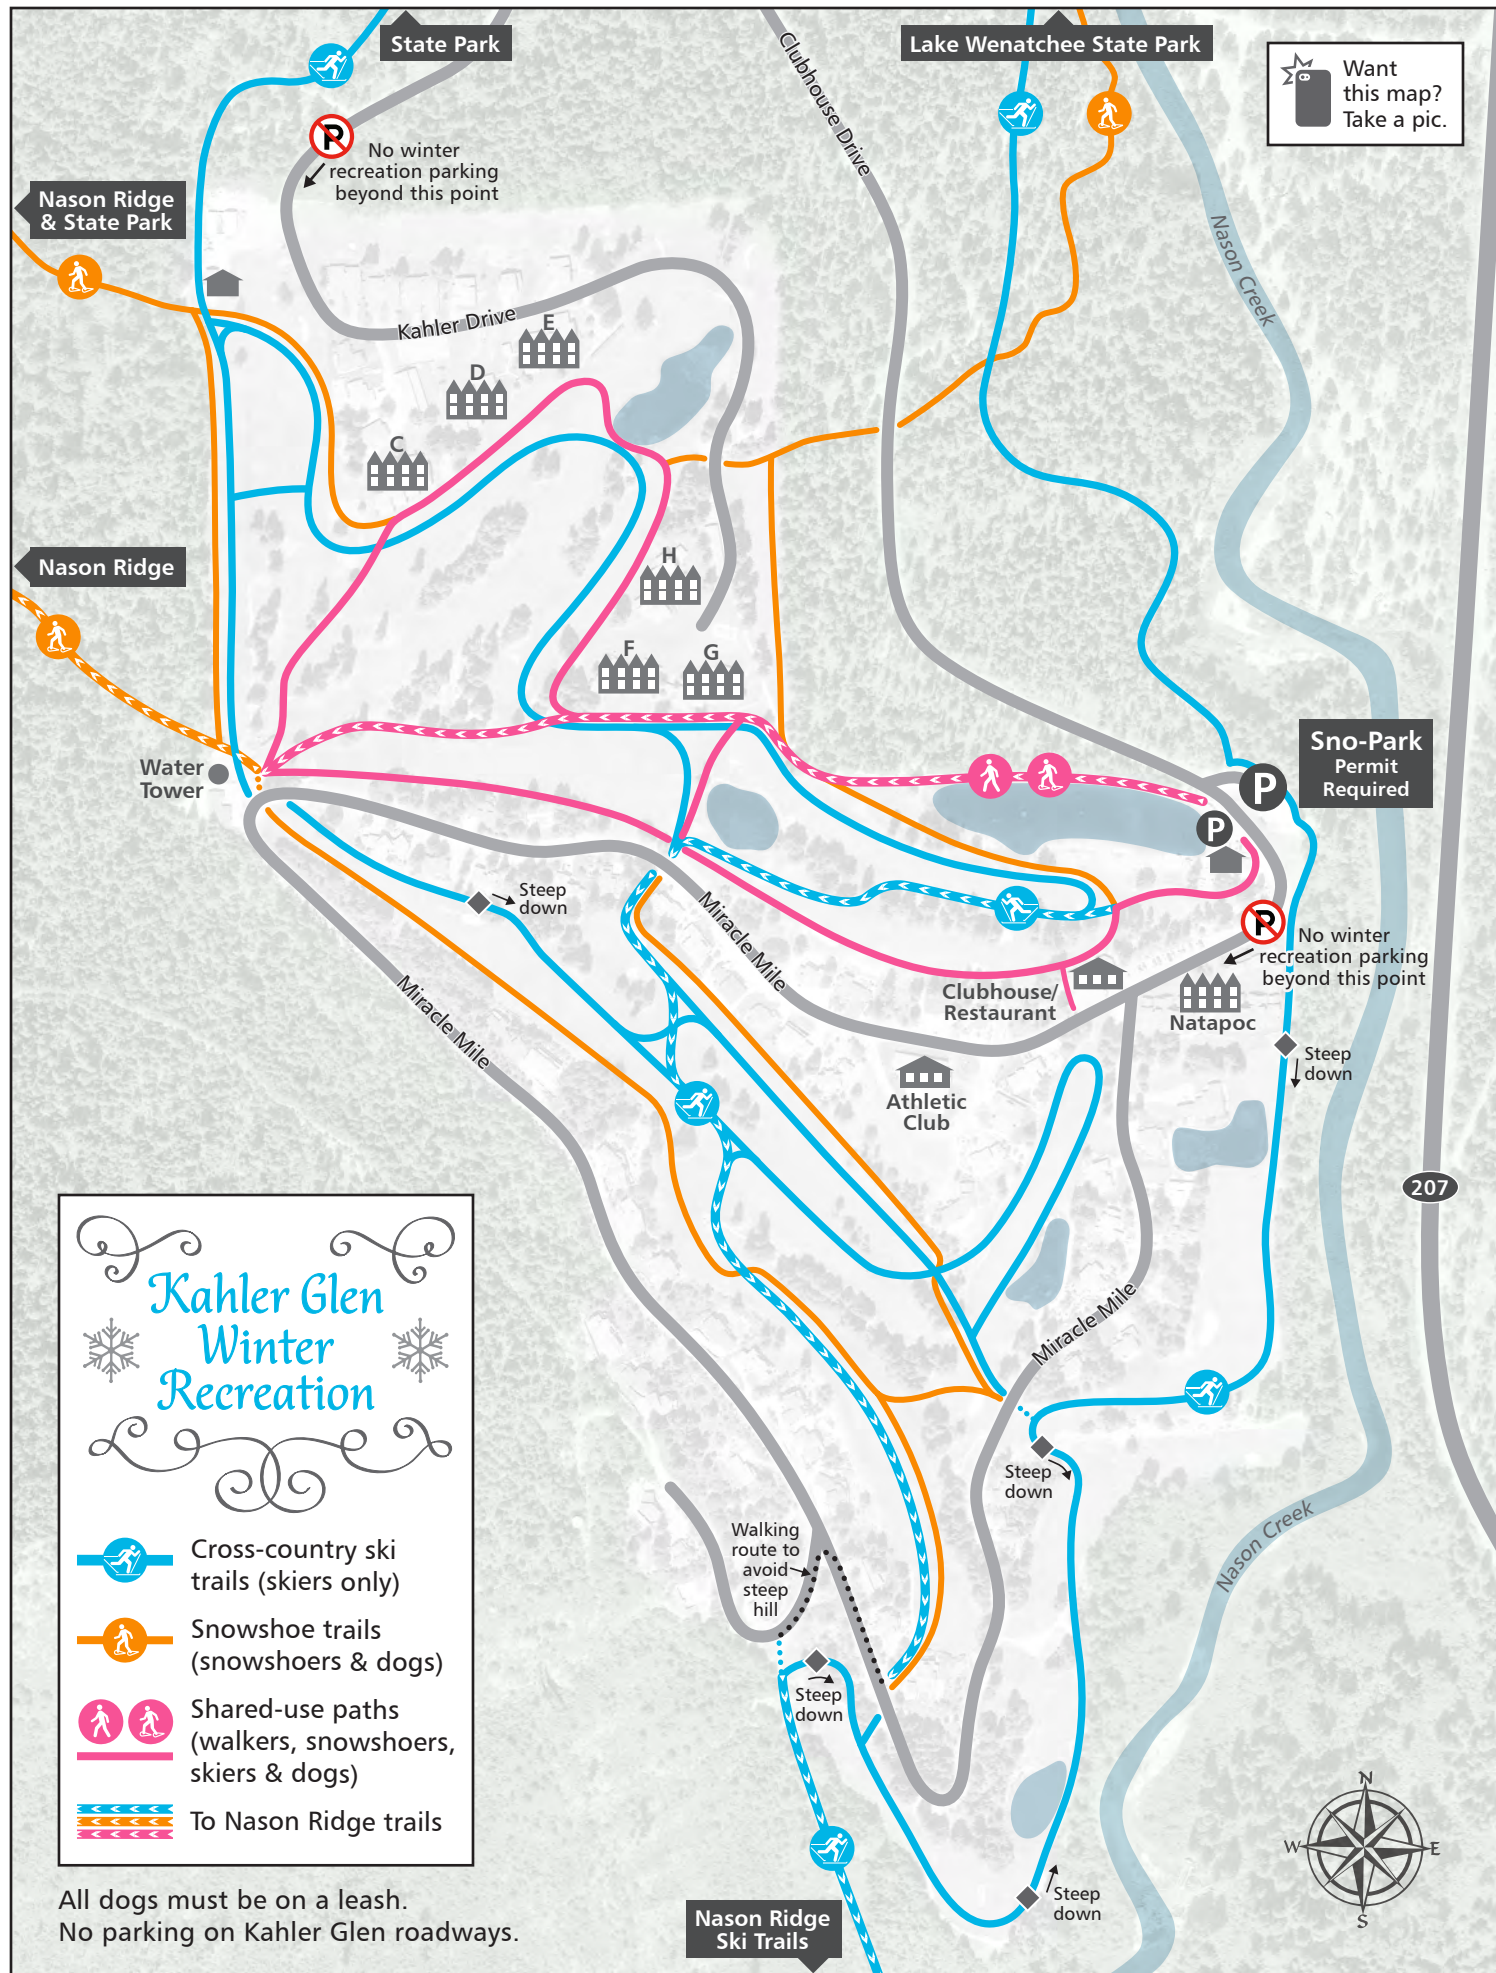 State Park
Lake Wenatchee State Park
Want
this map?
Take a pic.
Clubhouse Drive
P
No winter
recreation parking
beyond this point
Nason Ridge
& State Park
Nason Creek
Kahler Drive
E
D
C
H
Nason Ridge
F
G
Sno-Park
Permit
Required
P
P
Water
Tower
Steep
down
Miracle Mile
P
No winter
recreation parking
beyond this point
Clubhouse/
Restaurant
Natapoc
Miracle Mile
Steep
down
Athletic
Club
207
Kahler Glen
Winter
Recreation
Miracle Mile
Steep
down
Nason Creek
Walking
route to
avoid
steep
hill
Cross-country ski
trails (skiers only)
Snowshoe trails
(snowshoers & dogs)
Shared-use paths
(walkers, snowshoers,
skiers & dogs)
To Nason Ridge trails
Steep
down
N
W
E
S
Steep
down
All dogs must be on a leash.
No parking on Kahler Glen roadways.
Nason Ridge
Ski Trails